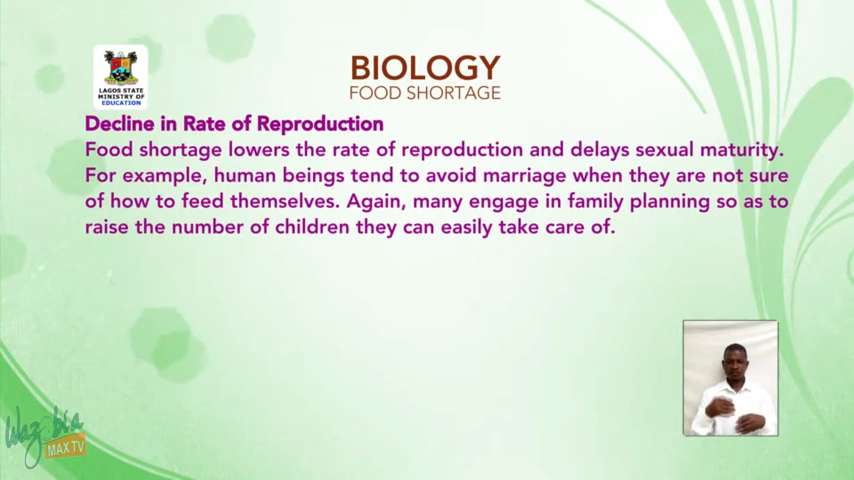 BIOLOGY
FOOD SHORTAGE
LAGOS STATE
MINISTRY OF
EDUCATION
Decline in Rate of Reproduction
Food shortage lowers the rate of reproduction and delays sexual maturity.
For example, human beings tend to avoid marriage when they are not sure
of how to feed themselves. Again, many engage in family planning so as to
raise the number of children they can easily take care of.
Wazobia
MAX TV